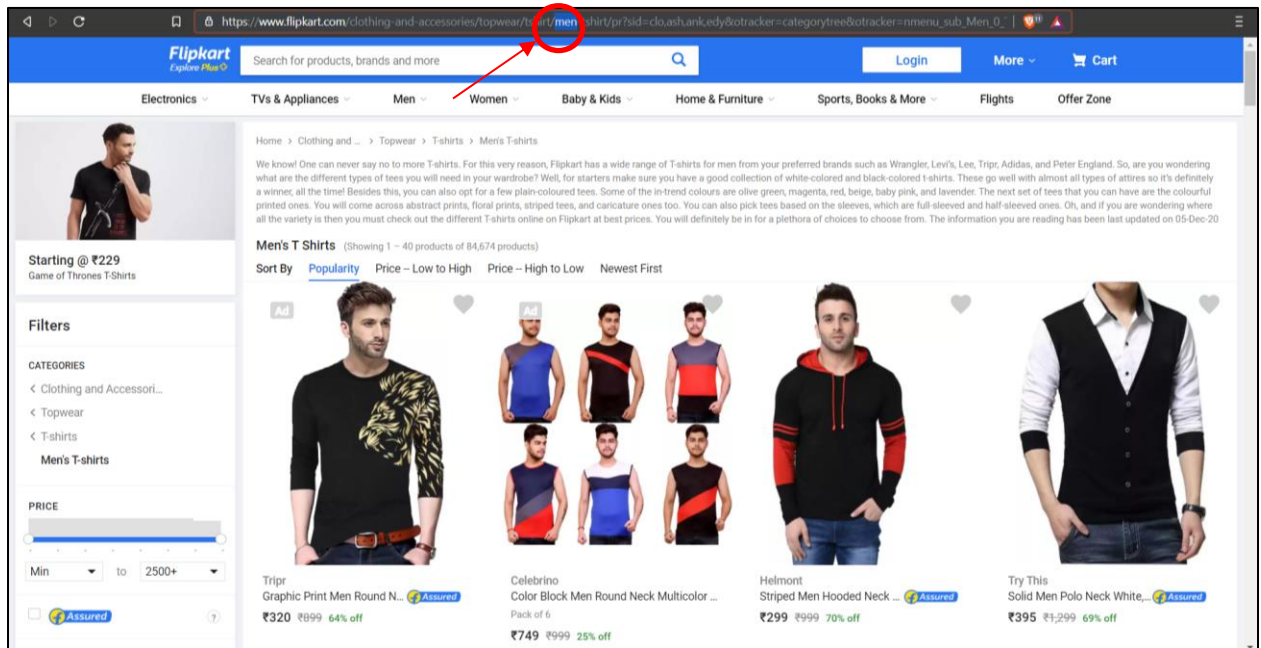 https://www.flipkart.com/clothing-and-accessories/topwear/tshirt/men-tshirt/pr?sid=clo,ash,ank,edy&otracker=categorytree&otracker=nmenu_sub_Men_0_
Flipkart
Explore Plus
Search for products, brands and more
Login
More
Cart
Electronics
TVs & Appliances
Men
Women
Baby & Kids
Home & Furniture
Sports, Books & More
Flights
Offer Zone
Starting @ ₹229
Game of Thrones T-Shirts
Filters
CATEGORIES
Clothing and Accessori...
Topwear
T-shirts
Men's T-shirts
PRICE
Min to 2500+
Assured ?
Home > Clothing and ... > Topwear > T-shirts > Men's T-shirts
We know! One can never say no to more T-shirts. For this very reason, Flipkart has a wide range of T-shirts for men from your preferred brands such as Wrangler, Levi's, Lee, Tripr, Adidas, and Peter England. So, are you wondering
what are the different types of tees you will need in your wardrobe? Well, for starters make sure you have a good collection of white-colored and black-colored t-shirts. These go well with almost all types of attires so it's definitely
a winner, all the time! Besides this, you can also opt for a few plain-coloured tees. Some of the in-trend colours are olive green, magenta, red, beige, baby pink, and lavender. The next set of tees that you can have are the colourful
printed ones. You will come across abstract prints, floral prints, striped tees, and caricature ones too. You can also pick tees based on the sleeves, which are full-sleeved and half-sleeved ones. Oh, and if you are wondering where
all the variety is then you must check out the different T-shirts online on Flipkart at best prices. You will definitely be in for a plethora of choices to choose from. The information you are reading has been last updated on 05-Dec-20
Men's T Shirts (Showing 1 – 40 products of 84,674 products)
Sort By Popularity Price -- Low to High Price -- High to Low Newest First
Ad
Tripr
Graphic Print Men Round N... Assured
₹320 ₹899 64% off
Ad
Celebrino
Color Block Men Round Neck Multicolor ...
Pack of 6
₹749 ₹999 25% off
Helmont
Striped Men Hooded Neck ... Assured
₹299 ₹999 70% off
Try This
Solid Men Polo Neck White,... Assured
₹395 ₹1,299 69% off